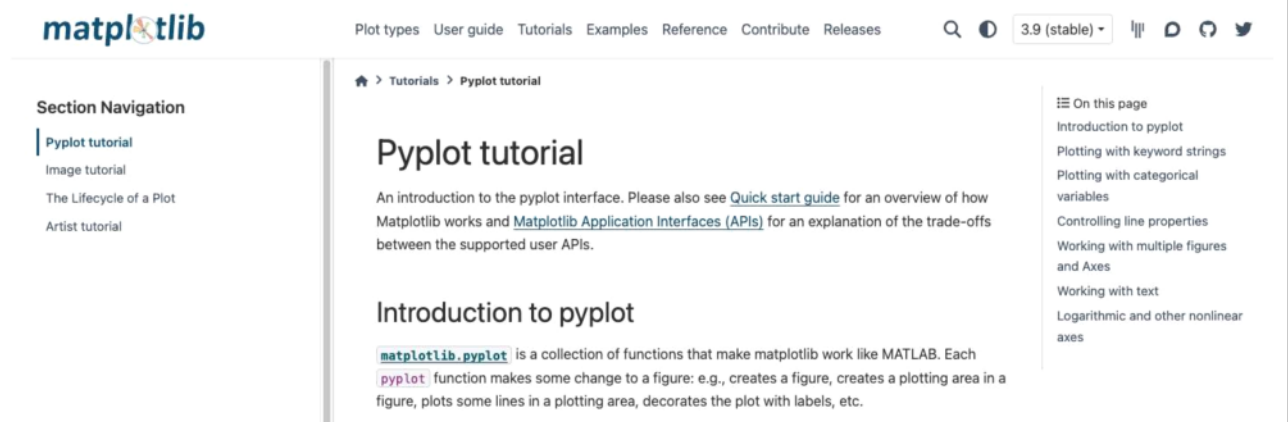 matplotlib
Plot types User guide Tutorials Examples Reference Contribute Releases
3.9 (stable)
Section Navigation
Pyplot tutorial
Image tutorial
The Lifecycle of a Plot
Artist tutorial
Tutorials > Pyplot tutorial
Pyplot tutorial
An introduction to the pyplot interface. Please also see Quick start guide for an overview of how
Matplotlib works and Matplotlib Application Interfaces (APIs) for an explanation of the trade-offs
between the supported user APIs.
Introduction to pyplot
matplotlib.pyplot is a collection of functions that make matplotlib work like MATLAB. Each
pyplot function makes some change to a figure: e.g., creates a figure, creates a plotting area in a
figure, plots some lines in a plotting area, decorates the plot with labels, etc.
On this page
Introduction to pyplot
Plotting with keyword strings
Plotting with categorical
variables
Controlling line properties
Working with multiple figures
and Axes
Working with text
Logarithmic and other nonlinear
axes